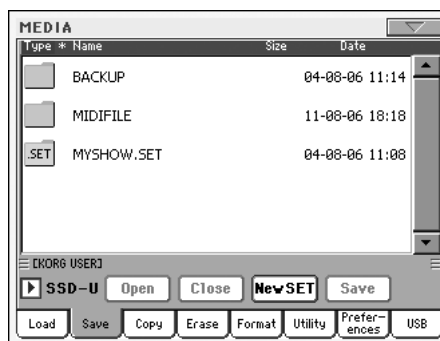 MEDIA
Type * Name Size Date
BACKUP 04-08-06 11:14
MIDIFILE 11-08-06 18:18
.SET MYSHOW.SET 04-08-06 11:08
[KORG USER]
SSD-U Open Close New SET Save
Load Save Copy Erase Format Utility Prefer-ences USB